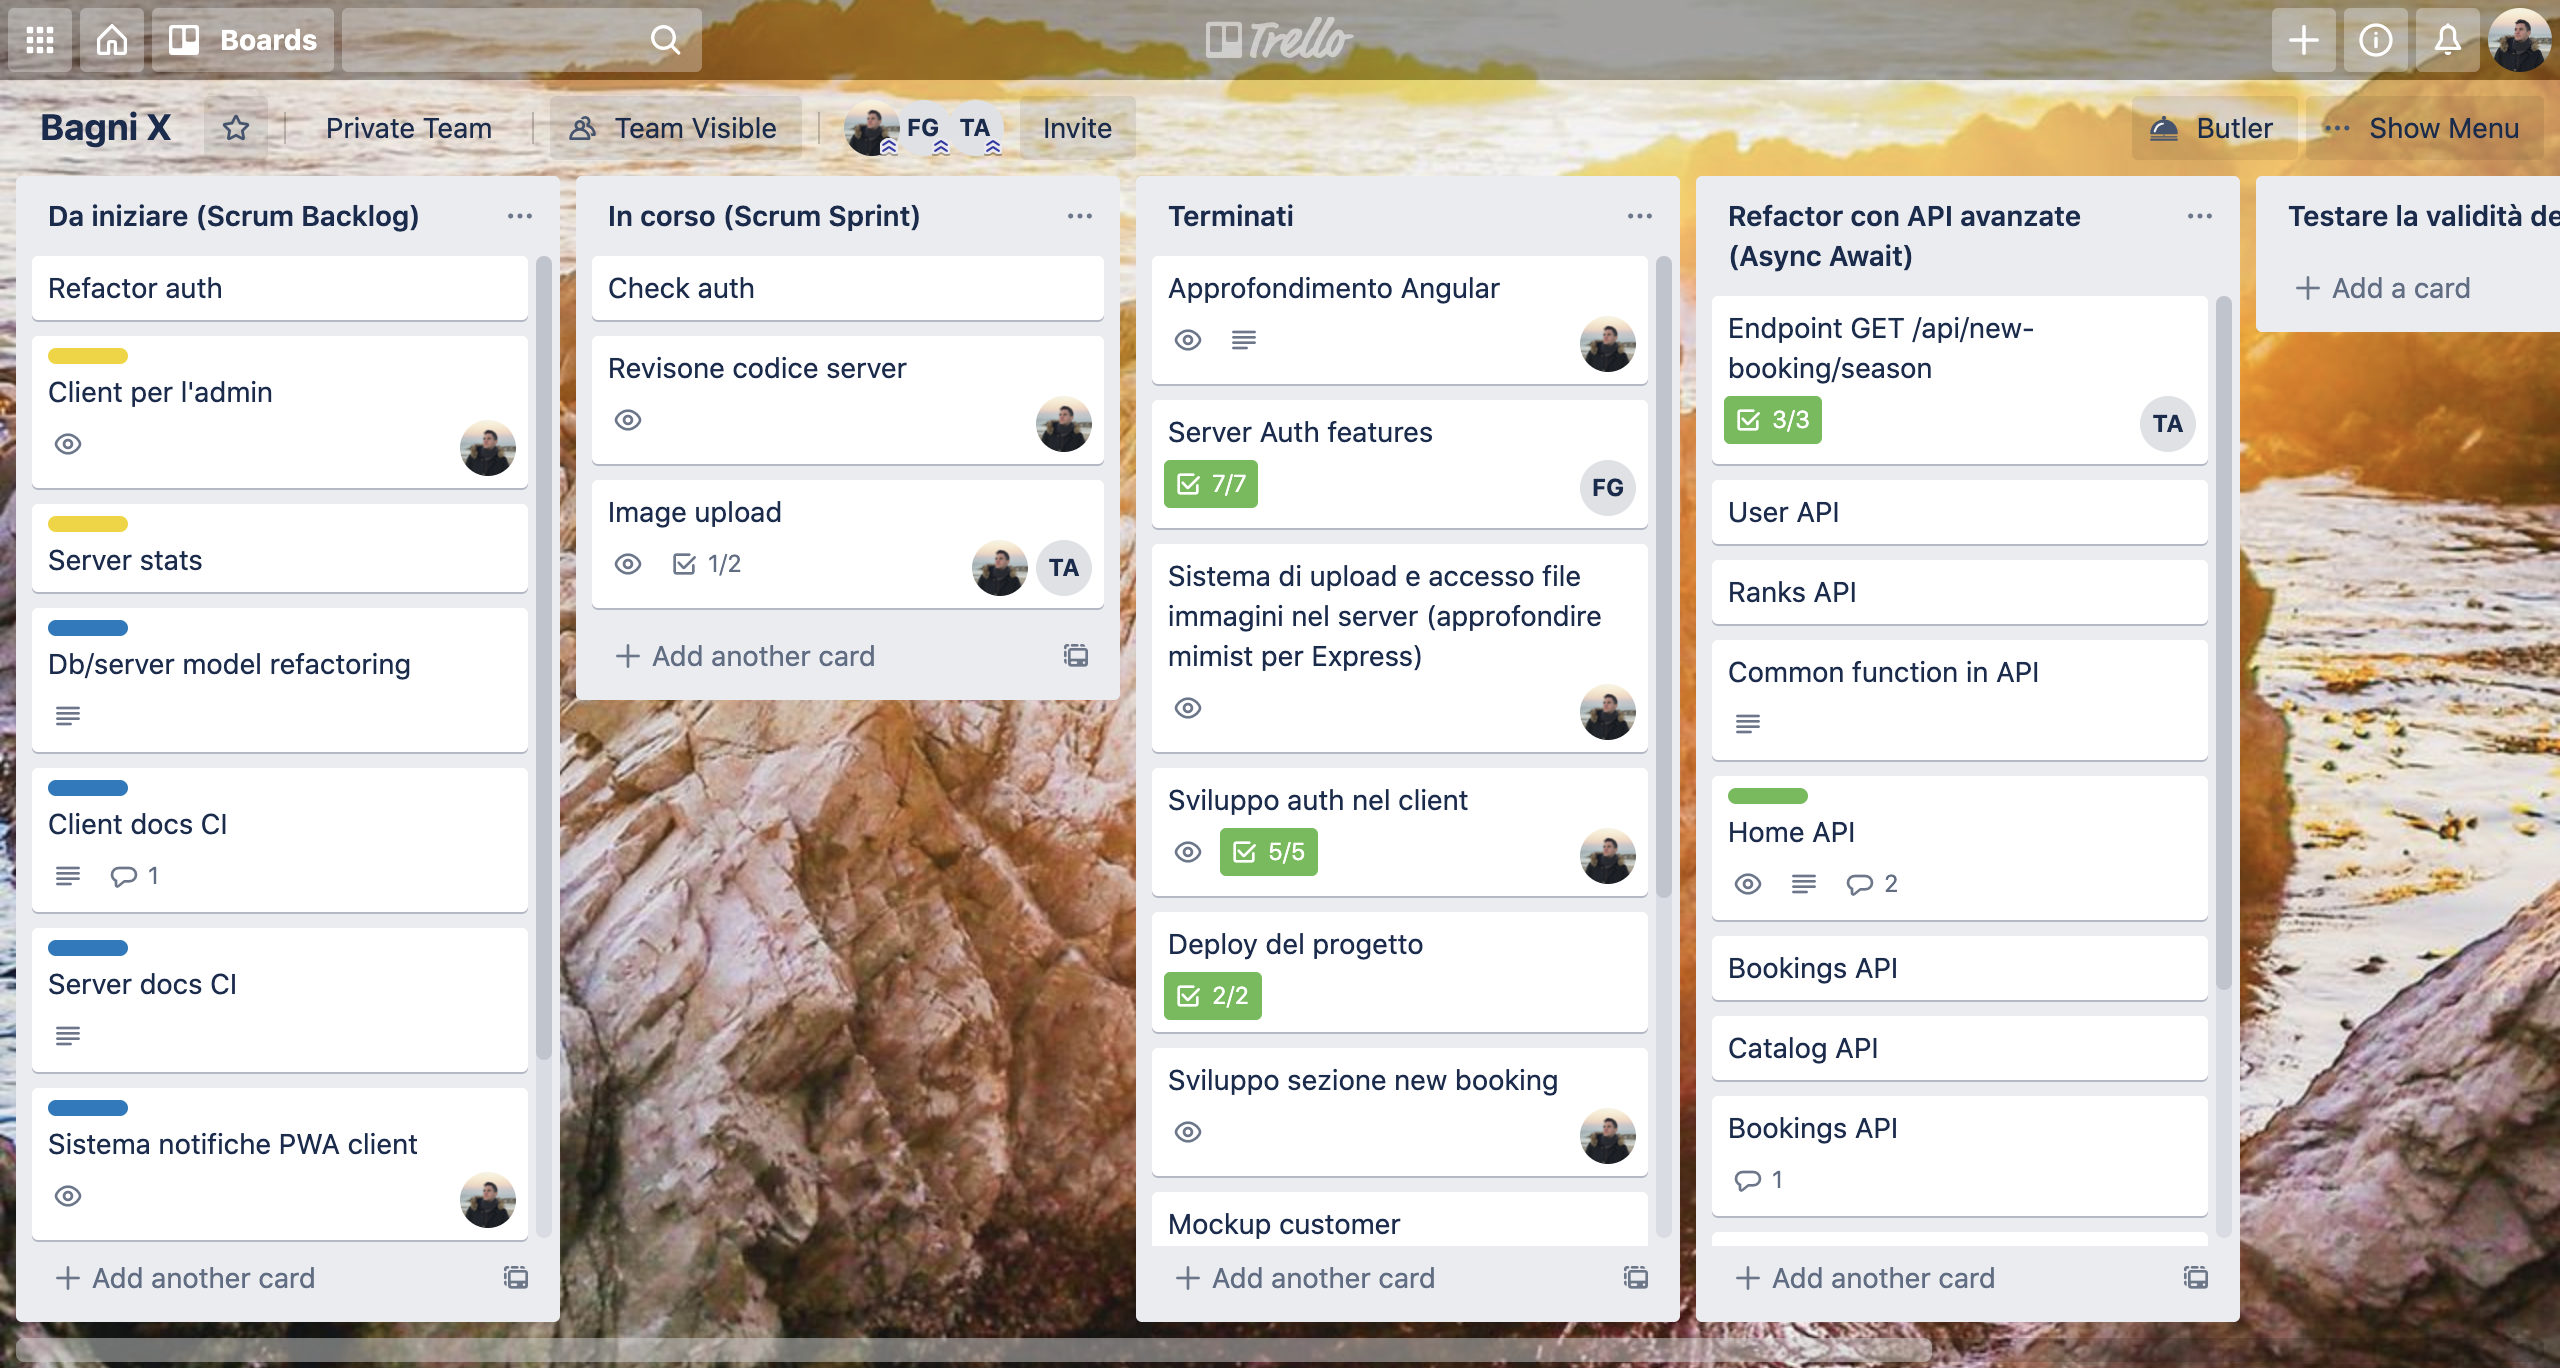 Boards
Trello
Bagni X
Private Team
Team Visible
FG
TA
Invite
Butler
Show Menu
Da iniziare (Scrum Backlog)
Refactor auth
Client per l'admin
Server stats
Db/server model refactoring
Client docs CI
1
Server docs CI
Sistema notifiche PWA client
Add another card
In corso (Scrum Sprint)
Check auth
Revisone codice server
Image upload
1/2
TA
Add another card
Terminati
Approfondimento Angular
Server Auth features
7/7
FG
Sistema di upload e accesso file
immagini nel server (approfondire
mimist per Express)
Sviluppo auth nel client
5/5
Deploy del progetto
2/2
Sviluppo sezione new booking
Mockup customer
Add another card
Refactor con API avanzate
(Async Await)
Endpoint GET /api/new-
booking/season
3/3
TA
User API
Ranks API
Common function in API
Home API
2
Bookings API
Catalog API
Bookings API
1
Add another card
Testare la validità de
Add a card